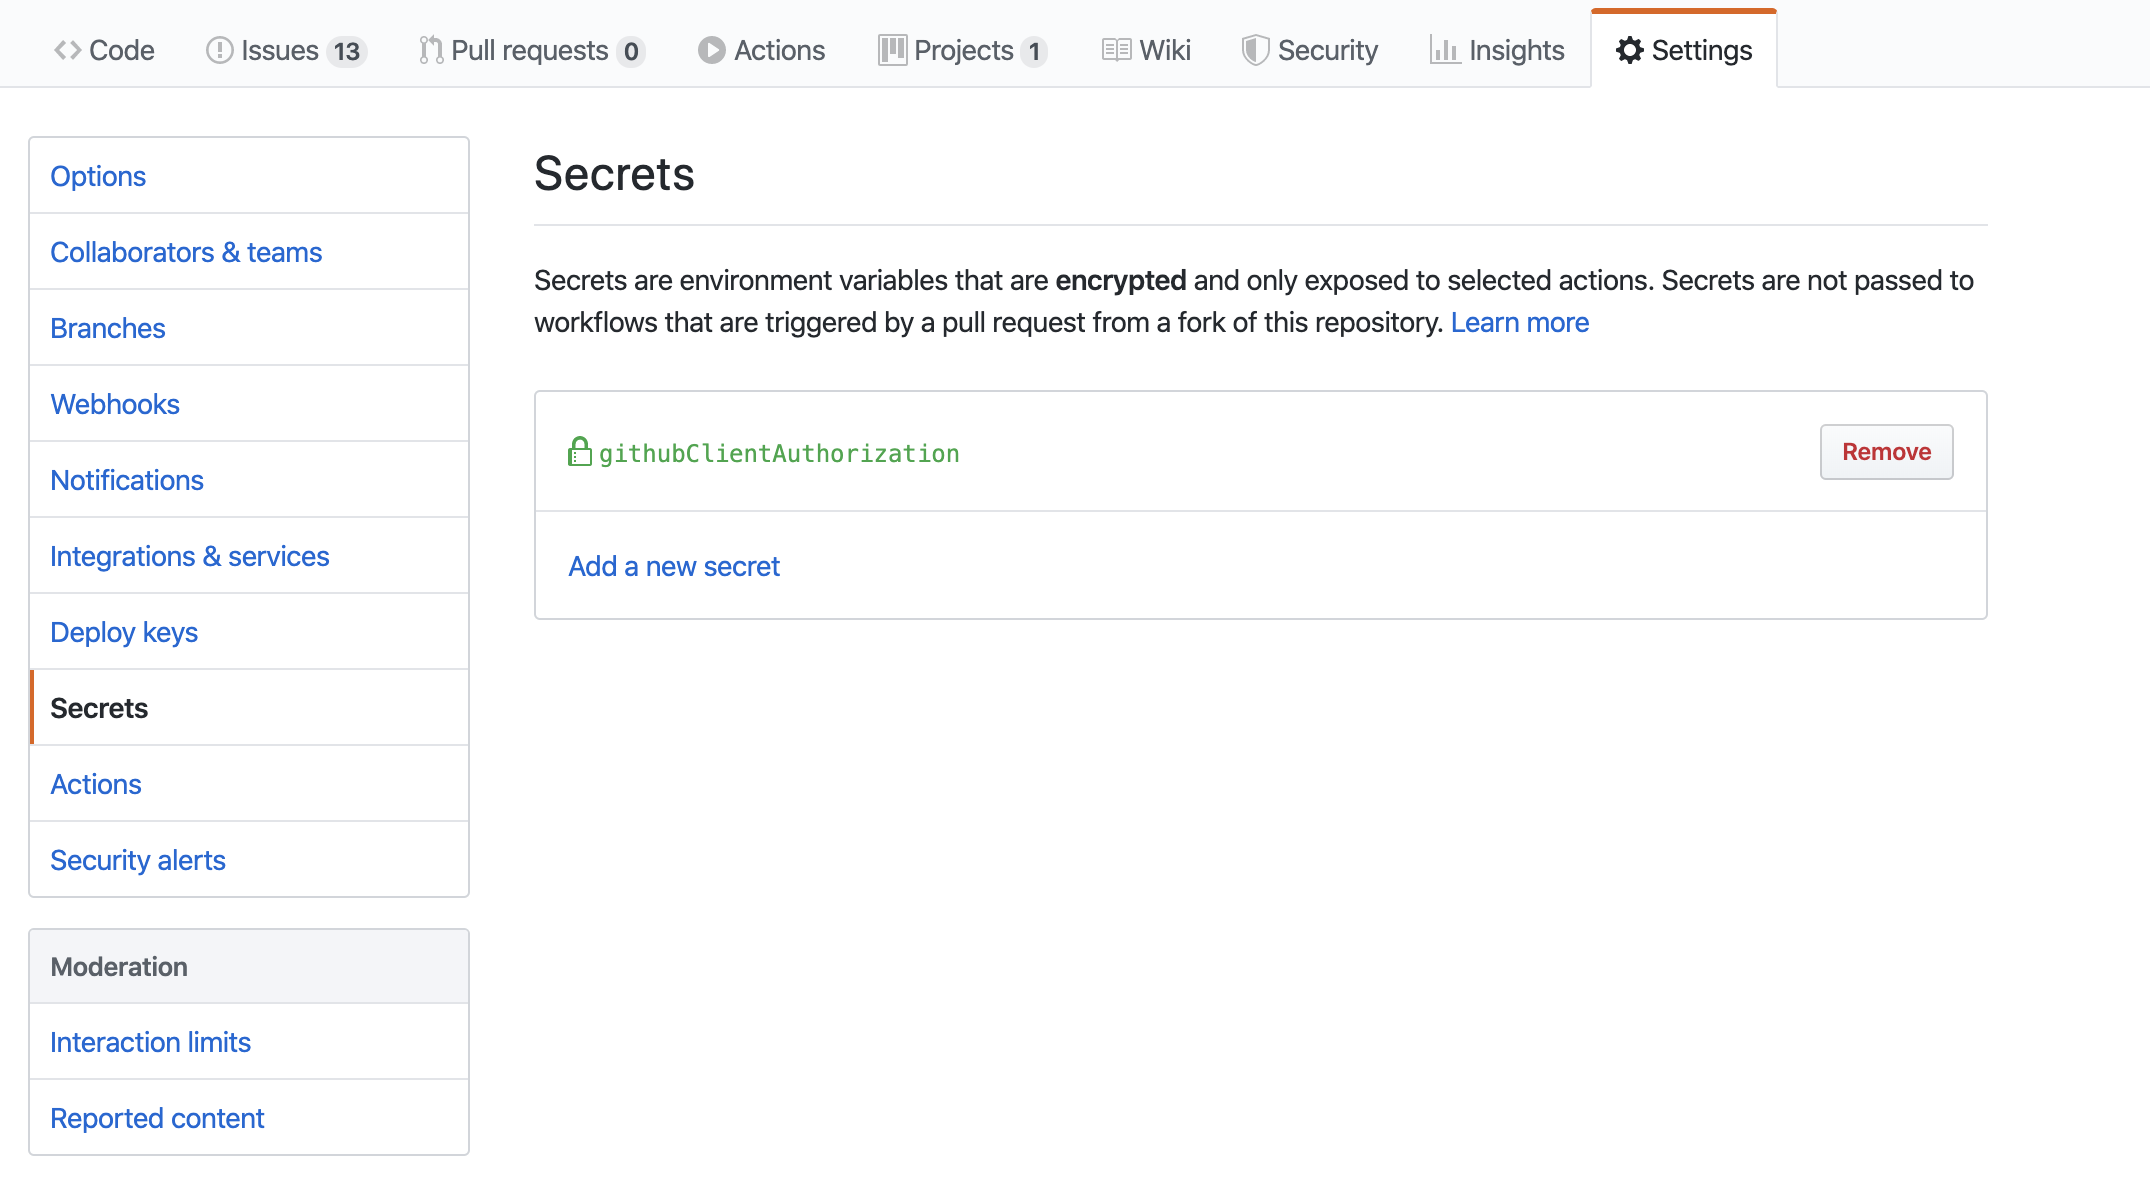 Code Issues 13 Pull requests 0 Actions Projects 1 Wiki Security Insights Settings
Options
Collaborators & teams
Branches
Webhooks
Notifications
Integrations & services
Deploy keys
Secrets
Actions
Security alerts
Moderation
Interaction limits
Reported content
Secrets
Secrets are environment variables that are encrypted and only exposed to selected actions. Secrets are not passed to
workflows that are triggered by a pull request from a fork of this repository. Learn more
githubClientAuthorization Remove
Add a new secret